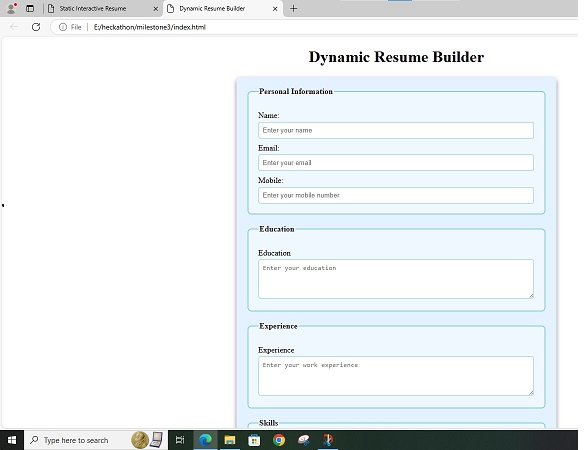 Static Interactive Resume
Dynamic Resume Builder
File
E:/heckathon/milestone3/index.html
Dynamic Resume Builder
Personal Information
Name:
Enter your name
Email:
Enter your email
Mobile:
Enter your mobile number
Education
Education
Enter your education
Experience
Experience
Enter your work experience
Skills
Type here to search